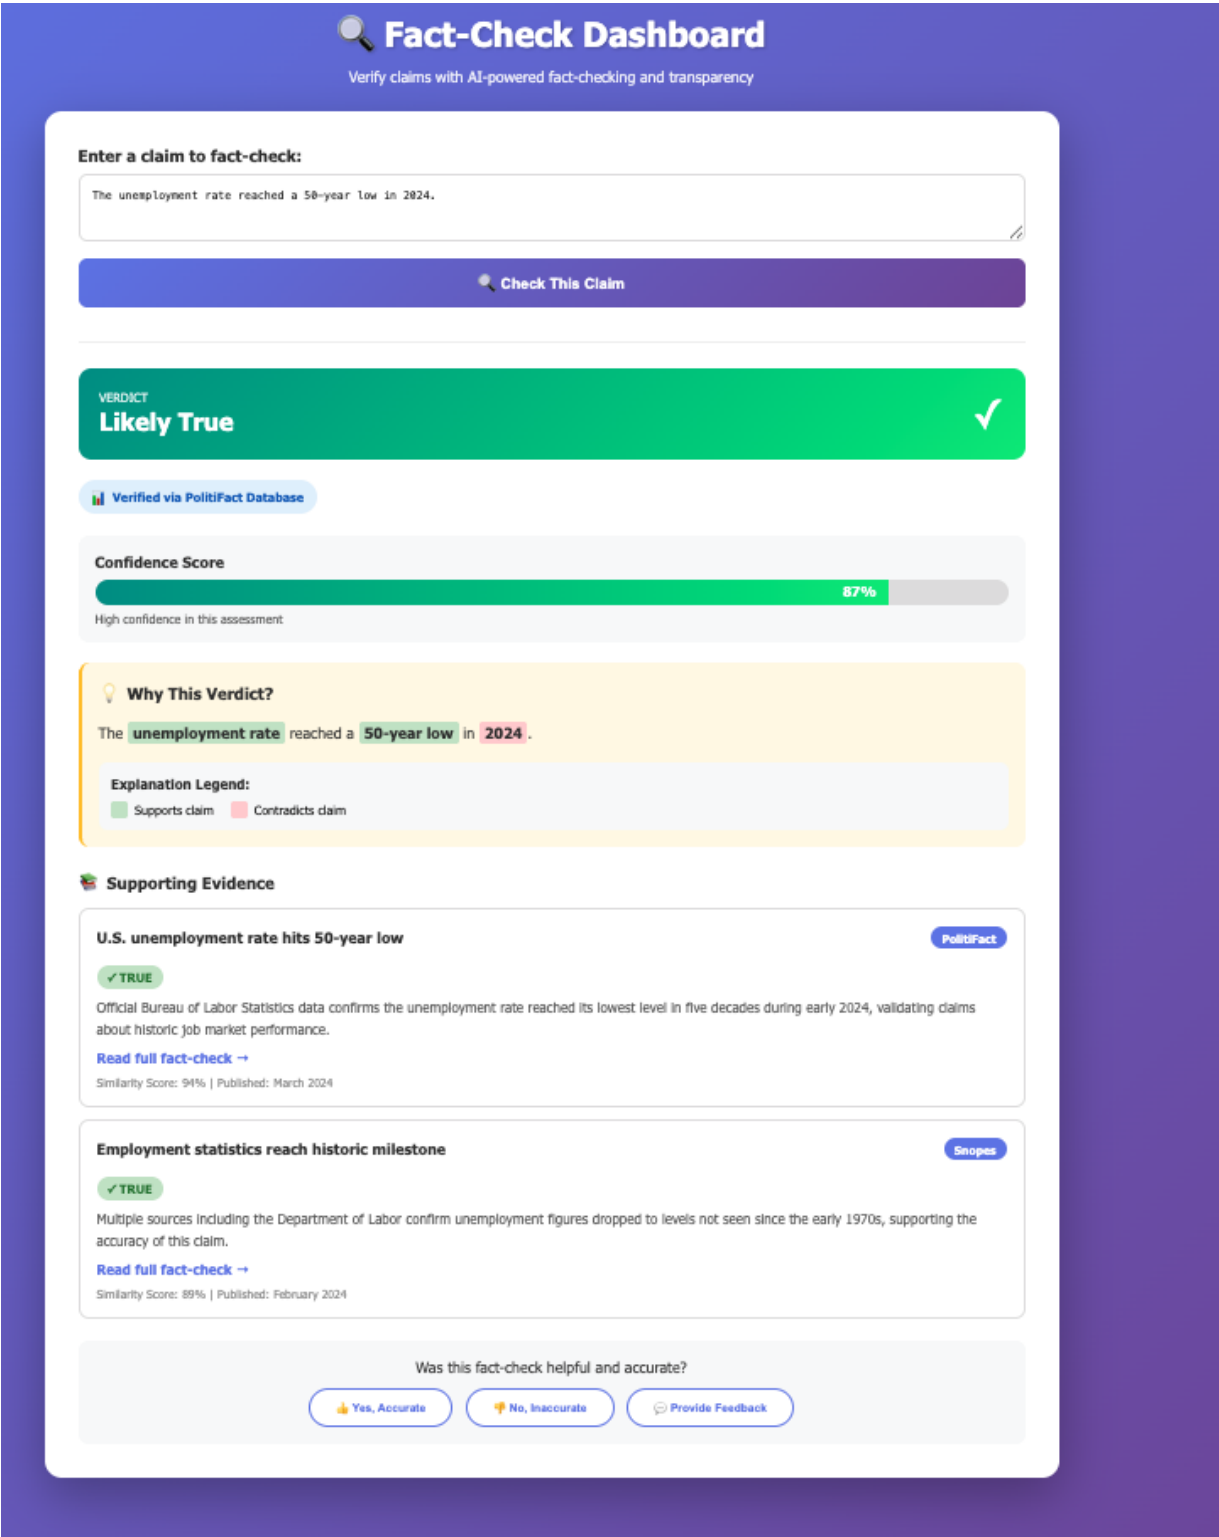 🔍 Fact-Check Dashboard
Verify claims with AI-powered fact-checking and transparency
Enter a claim to fact-check:
The unemployment rate reached a 50-year low in 2024.
🔍 Check This Claim
VERDICT
Likely True
✓
📊 Verified via PolitiFact Database
Confidence Score
87%
High confidence in this assessment
💡 Why This Verdict?
The unemployment rate reached a 50-year low in 2024.
Explanation Legend:
Supports claim Contradicts claim
📚 Supporting Evidence
U.S. unemployment rate hits 50-year low PolitiFact
✓ TRUE
Official Bureau of Labor Statistics data confirms the unemployment rate reached its lowest level in five decades during early 2024, validating claims
about historic job market performance.
Read full fact-check →
Similarity Score: 94% | Published: March 2024
Employment statistics reach historic milestone Snopes
✓ TRUE
Multiple sources including the Department of Labor confirm unemployment figures dropped to levels not seen since the early 1970s, supporting the
accuracy of this claim.
Read full fact-check →
Similarity Score: 89% | Published: February 2024
Was this fact-check helpful and accurate?
👍 Yes, Accurate 👎 No, Inaccurate 💬 Provide Feedback